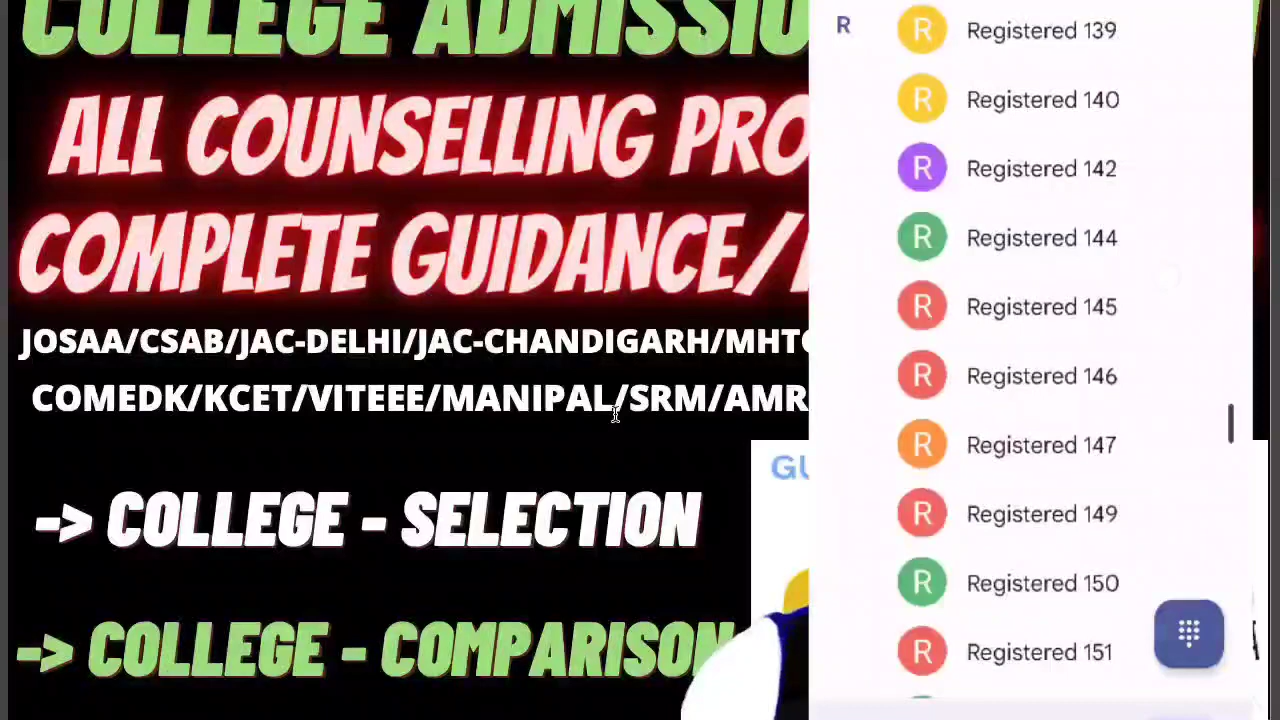 COLLEGE ADMISSIO
ALL COUNSELLING PRO
COMPLETE GUIDANCE/
JOSAA/CSAB/JAC-DELHI/JAC-CHANDIGARH/MHTC
COMEDK/KCET/VITEEE/MANIPAL/SRM/AMR
-> COLLEGE - SELECTION
GU
-> COLLEGE - COMPARISON
R
R Registered 139
R Registered 140
R Registered 142
R Registered 144
R Registered 145
R Registered 146
R Registered 147
R Registered 149
R Registered 150
R Registered 151